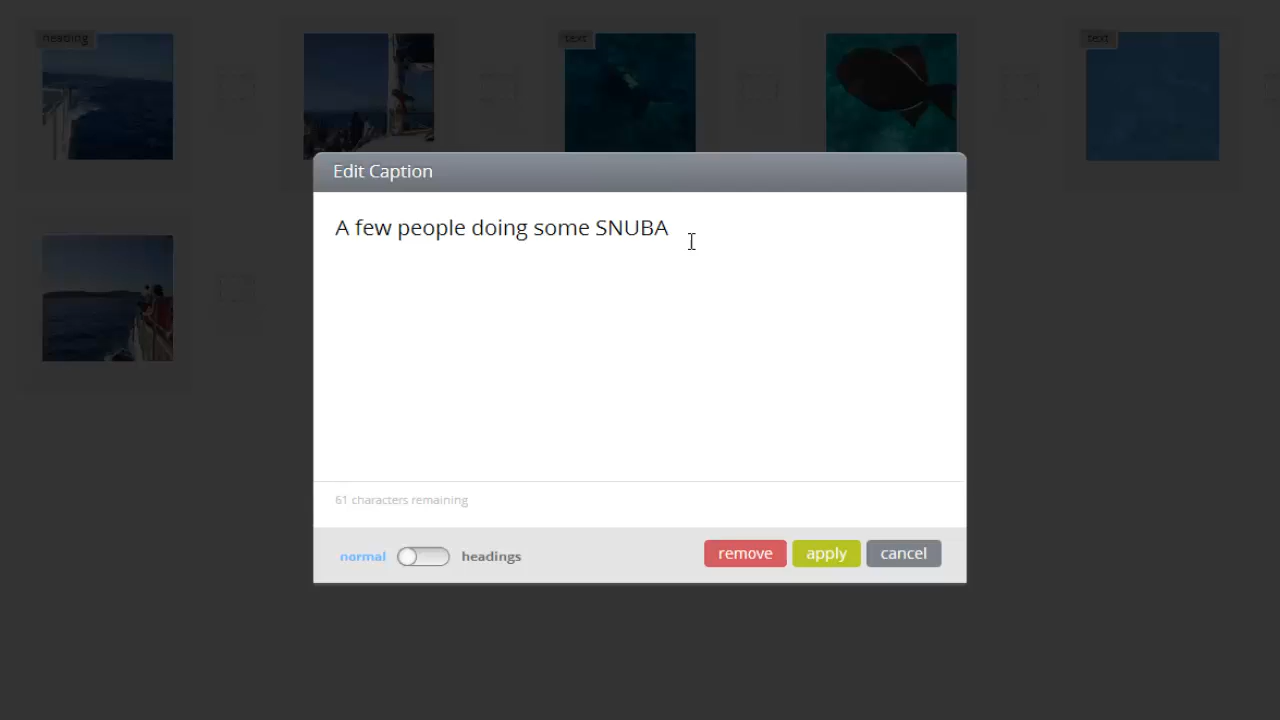 heading
text
text
Edit Caption
A few people doing some SNUBA
61 characters remaining
normal headings remove apply cancel